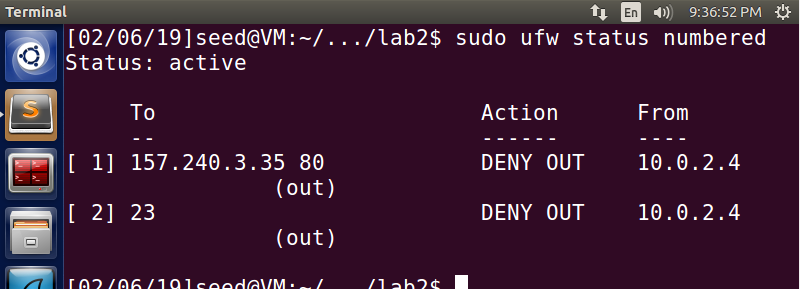 Terminal En 9:36:52 PM
[02/06/19]seed@VM:~/.../lab2$ sudo ufw status numbered
Status: active
To Action From
-- ------ ----
[ 1] 157.240.3.35 80 DENY OUT 10.0.2.4
(out)
[ 2] 23 DENY OUT 10.0.2.4
(out)
[02/06/19]seed@VM:~/.../lab2$